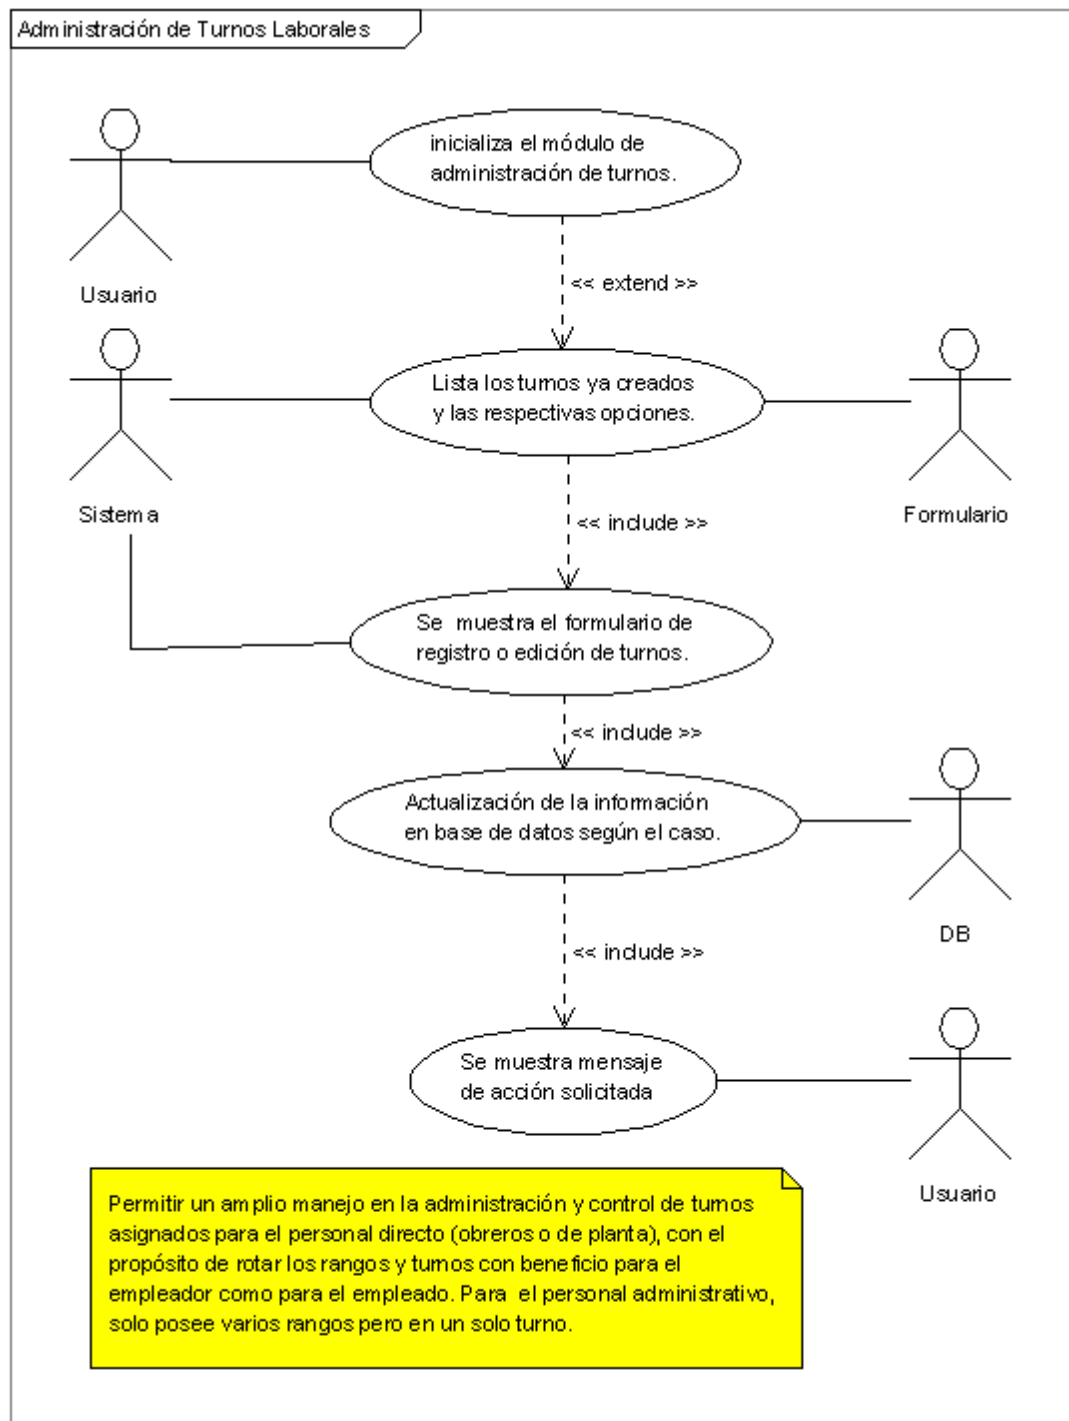 Administración de Turnos Laborales
inicializa el módulo de
administración de turnos.
Usuario
<< extend >>
Lista los turnos ya creados
y las respectivas opciones.
Sistema
Formulario
<< include >>
Se muestra el formulario de
registro o edición de turnos.
<< include >>
Actualización de la información
en base de datos según el caso.
DB
<< include >>
Se muestra mensaje
de acción solicitada
Usuario
Permitir un amplio manejo en la administración y control de turnos
asignados para el personal directo (obreros o de planta), con el
propósito de rotar los rangos y turnos con beneficio para el
empleador como para el empleado. Para el personal administrativo,
solo posee varios rangos pero en un solo turno.